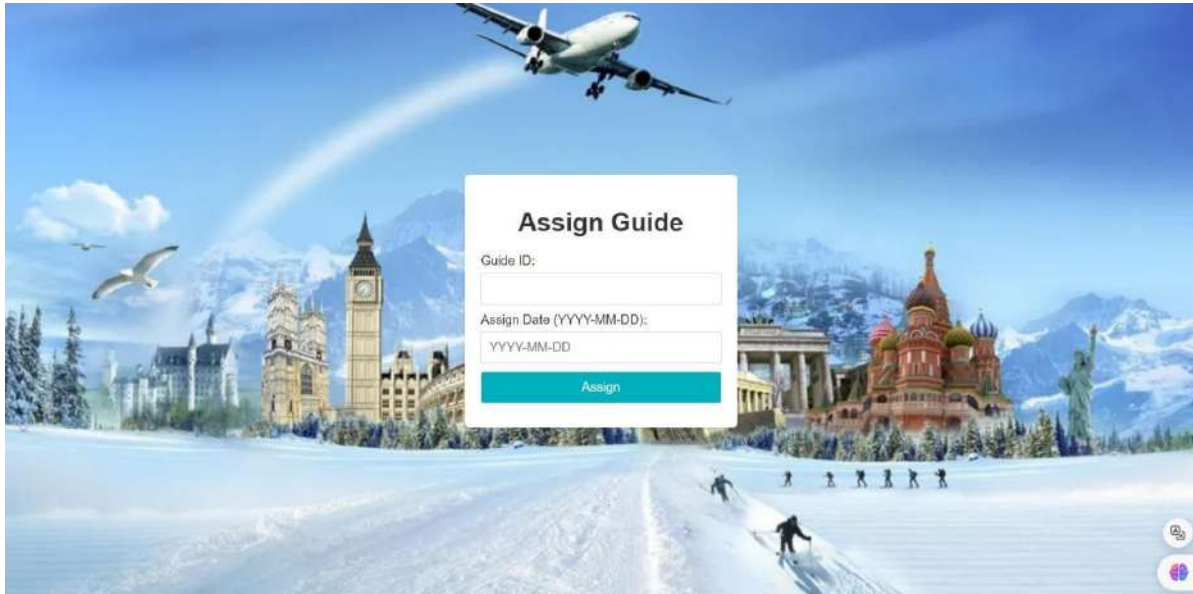 Assign Guide
Guide ID:
Assign Date (YYYY-MM-DD):
YYYY-MM-DD
Assign